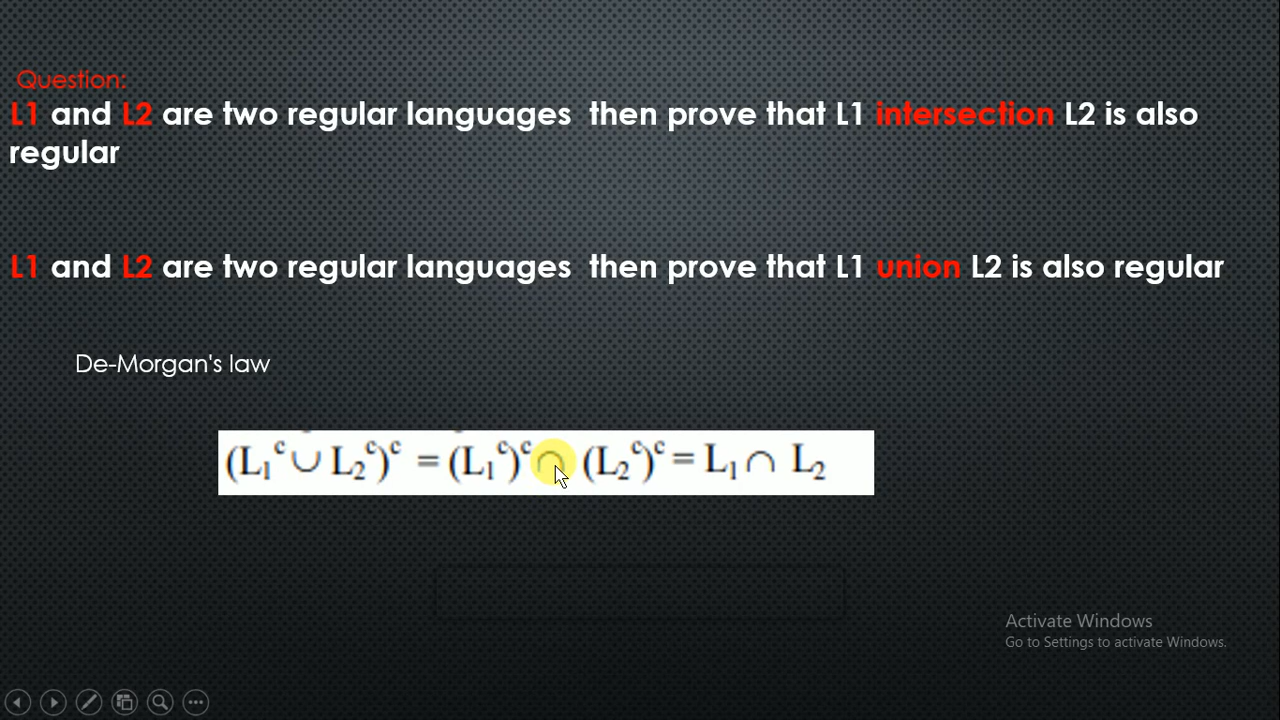 Question:
L1 and L2 are two regular languages then prove that L1 intersection L2 is also
regular
L1 and L2 are two regular languages then prove that L1 union L2 is also regular
De-Morgan's law
(L₁ᶜ ∪ L₂ᶜ)ᶜ = (L₁ᶜ)ᶜ ∩ (L₂ᶜ)ᶜ = L₁ ∩ L₂
Activate Windows
Go to Settings to activate Windows.